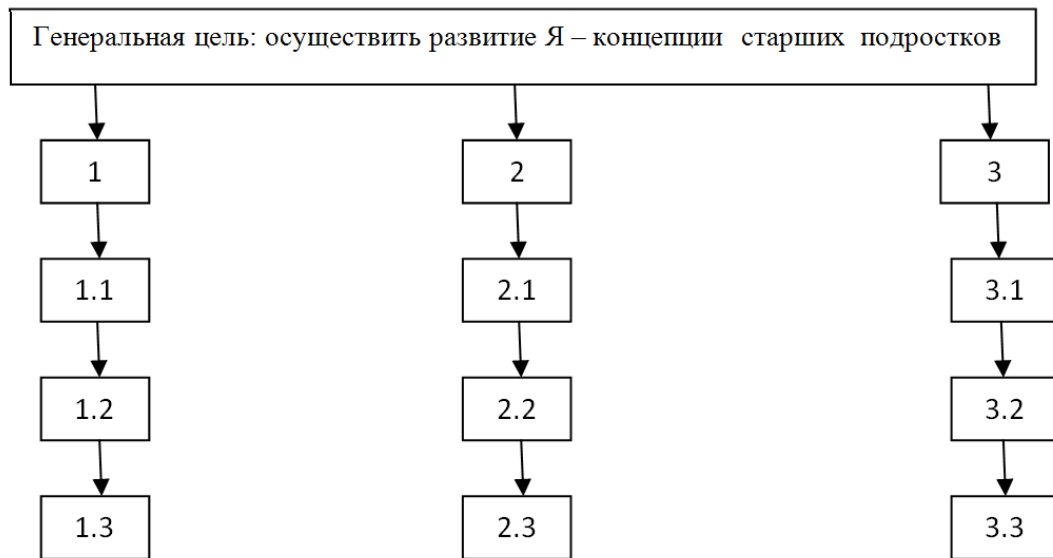 Генеральная цель: осуществить развитие Я – концепции старших подростков
1 2 3
1.1 2.1 3.1
1.2 2.2 3.2
1.3 2.3 3.3